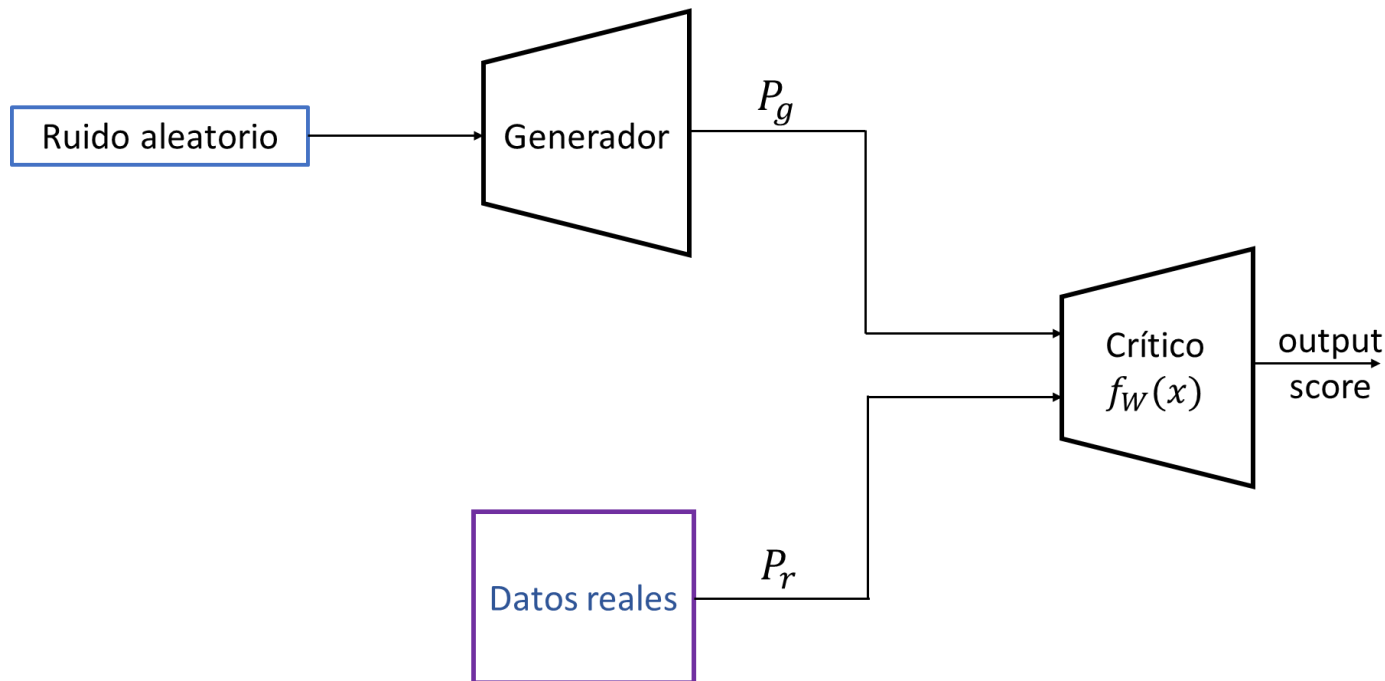 Ruido aleatorio
Generador
P_g
Crítico
f_W(x)
output
score
Datos reales
P_r